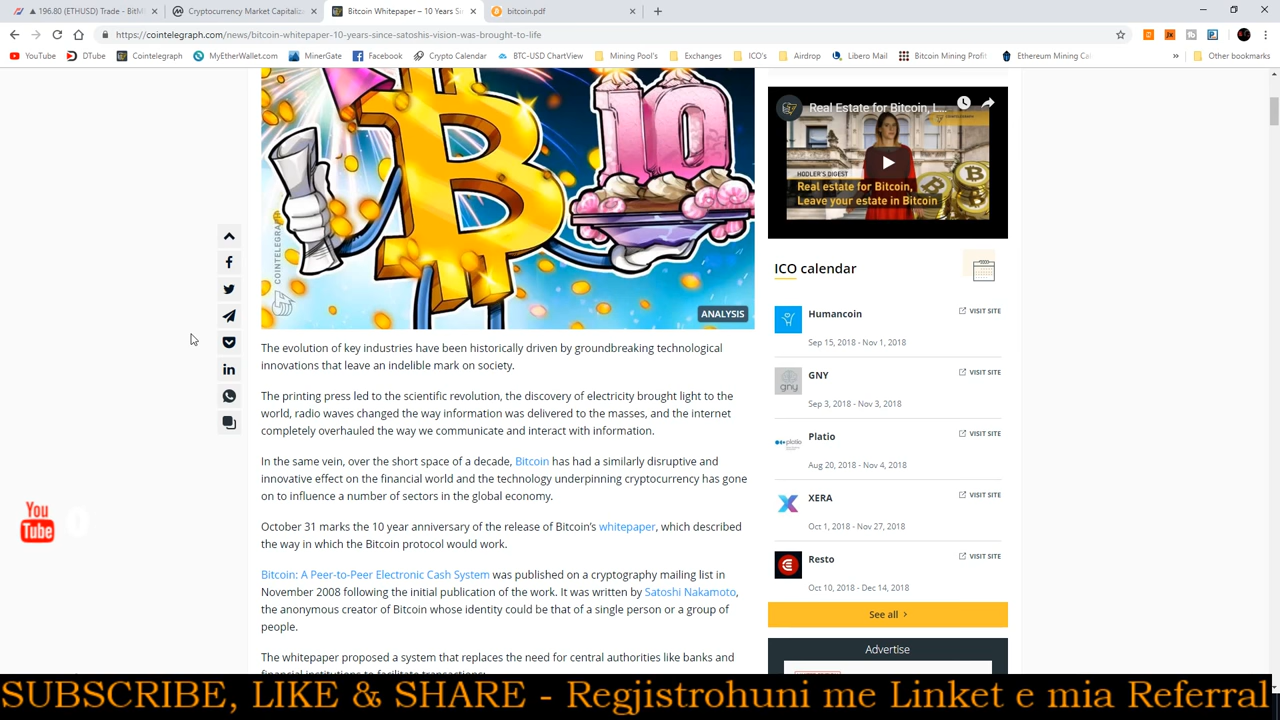 196.80 (ETHUSD) Trade - BitM
Cryptocurrency Market Capitaliz
Bitcoin Whitepaper – 10 Years Si
bitcoin.pdf
https://cointelegraph.com/news/bitcoin-whitepaper-10-years-since-satoshis-vision-was-brought-to-life
YouTube
DTube
Cointelegraph
MyEtherWallet.com
MinerGate
Facebook
Crypto Calendar
BTC-USD ChartView
Mining Pool's
Exchanges
ICO's
Airdrop
Libero Mail
Bitcoin Mining Profit
Ethereum Mining Cal
Other bookmarks
10
COINTELEGRAPH
ANALYSIS
The evolution of key industries have been historically driven by groundbreaking technological
innovations that leave an indelible mark on society.
The printing press led to the scientific revolution, the discovery of electricity brought light to the
world, radio waves changed the way information was delivered to the masses, and the internet
completely overhauled the way we communicate and interact with information.
In the same vein, over the short space of a decade, Bitcoin has had a similarly disruptive and
innovative effect on the financial world and the technology underpinning cryptocurrency has gone
on to influence a number of sectors in the global economy.
October 31 marks the 10 year anniversary of the release of Bitcoin's whitepaper, which described
the way in which the Bitcoin protocol would work.
Bitcoin: A Peer-to-Peer Electronic Cash System was published on a cryptography mailing list in
November 2008 following the initial publication of the work. It was written by Satoshi Nakamoto,
the anonymous creator of Bitcoin whose identity could be that of a single person or a group of
people.
The whitepaper proposed a system that replaces the need for central authorities like banks and
financial institutions to facilitate transactions:
Real Estate for Bitcoin, L...
HODLER'S DIGEST
Real estate for Bitcoin,
Leave your estate in Bitcoin
ICO calendar
Humancoin
VISIT SITE
Sep 15, 2018 - Nov 1, 2018
GNY
VISIT SITE
gny
Sep 3, 2018 - Nov 3, 2018
Platio
VISIT SITE
platio
Aug 20, 2018 - Nov 4, 2018
XERA
VISIT SITE
Oct 1, 2018 - Nov 27, 2018
Resto
VISIT SITE
Oct 10, 2018 - Dec 14, 2018
See all
Advertise
You
Tube
0
SUBSCRIBE, LIKE & SHARE - Regjistrohuni me Linket e mia Referral